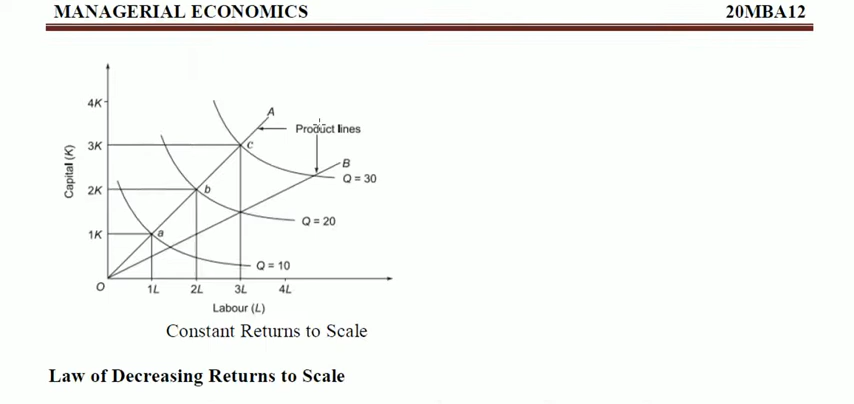 MANAGERIAL ECONOMICS 20MBA12
4K
A
Product lines
3K
c
Capital (K)
B
Q = 30
2K
b
Q = 20
1K
a
Q = 10
O
1L 2L 3L 4L
Labour (L)
Constant Returns to Scale
Law of Decreasing Returns to Scale